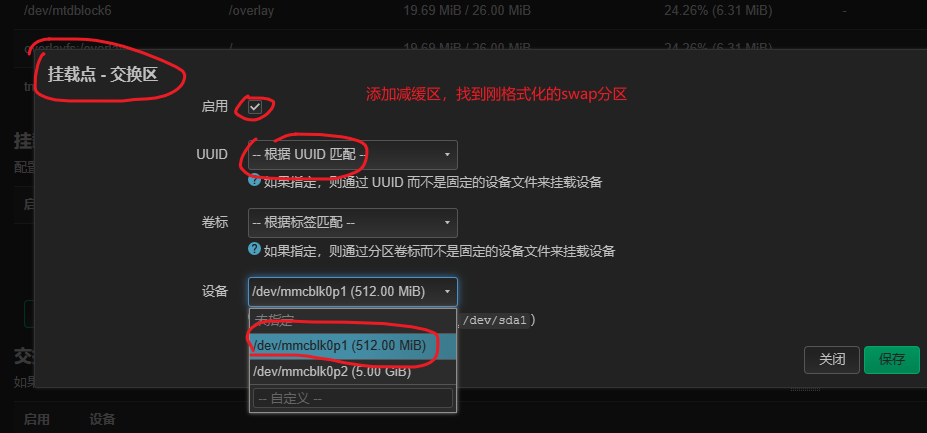 /dev/mtdblock6 /overlay 19.69 MiB / 26.00 MiB 24.26% (6.31 MiB) -
/ 19.69 MiB / 26.00 MiB 24.26% (6.31 MiB)
挂载点 - 交换区
添加减缓区，找到刚格式化的swap分区
启用
UUID -- 根据 UUID 匹配 --
如果指定，则通过 UUID 而不是固定的设备文件来挂载设备
卷标 -- 根据标签匹配 --
如果指定，则通过分区卷标而不是固定的设备文件来挂载设备
设备 /dev/mmcblk0p1 (512.00 MiB)
未指定 /dev/sda1)
/dev/mmcblk0p1 (512.00 MiB)
/dev/mmcblk0p2 (5.00 GiB)
-- 自定义 --
关闭 保存
启用 设备